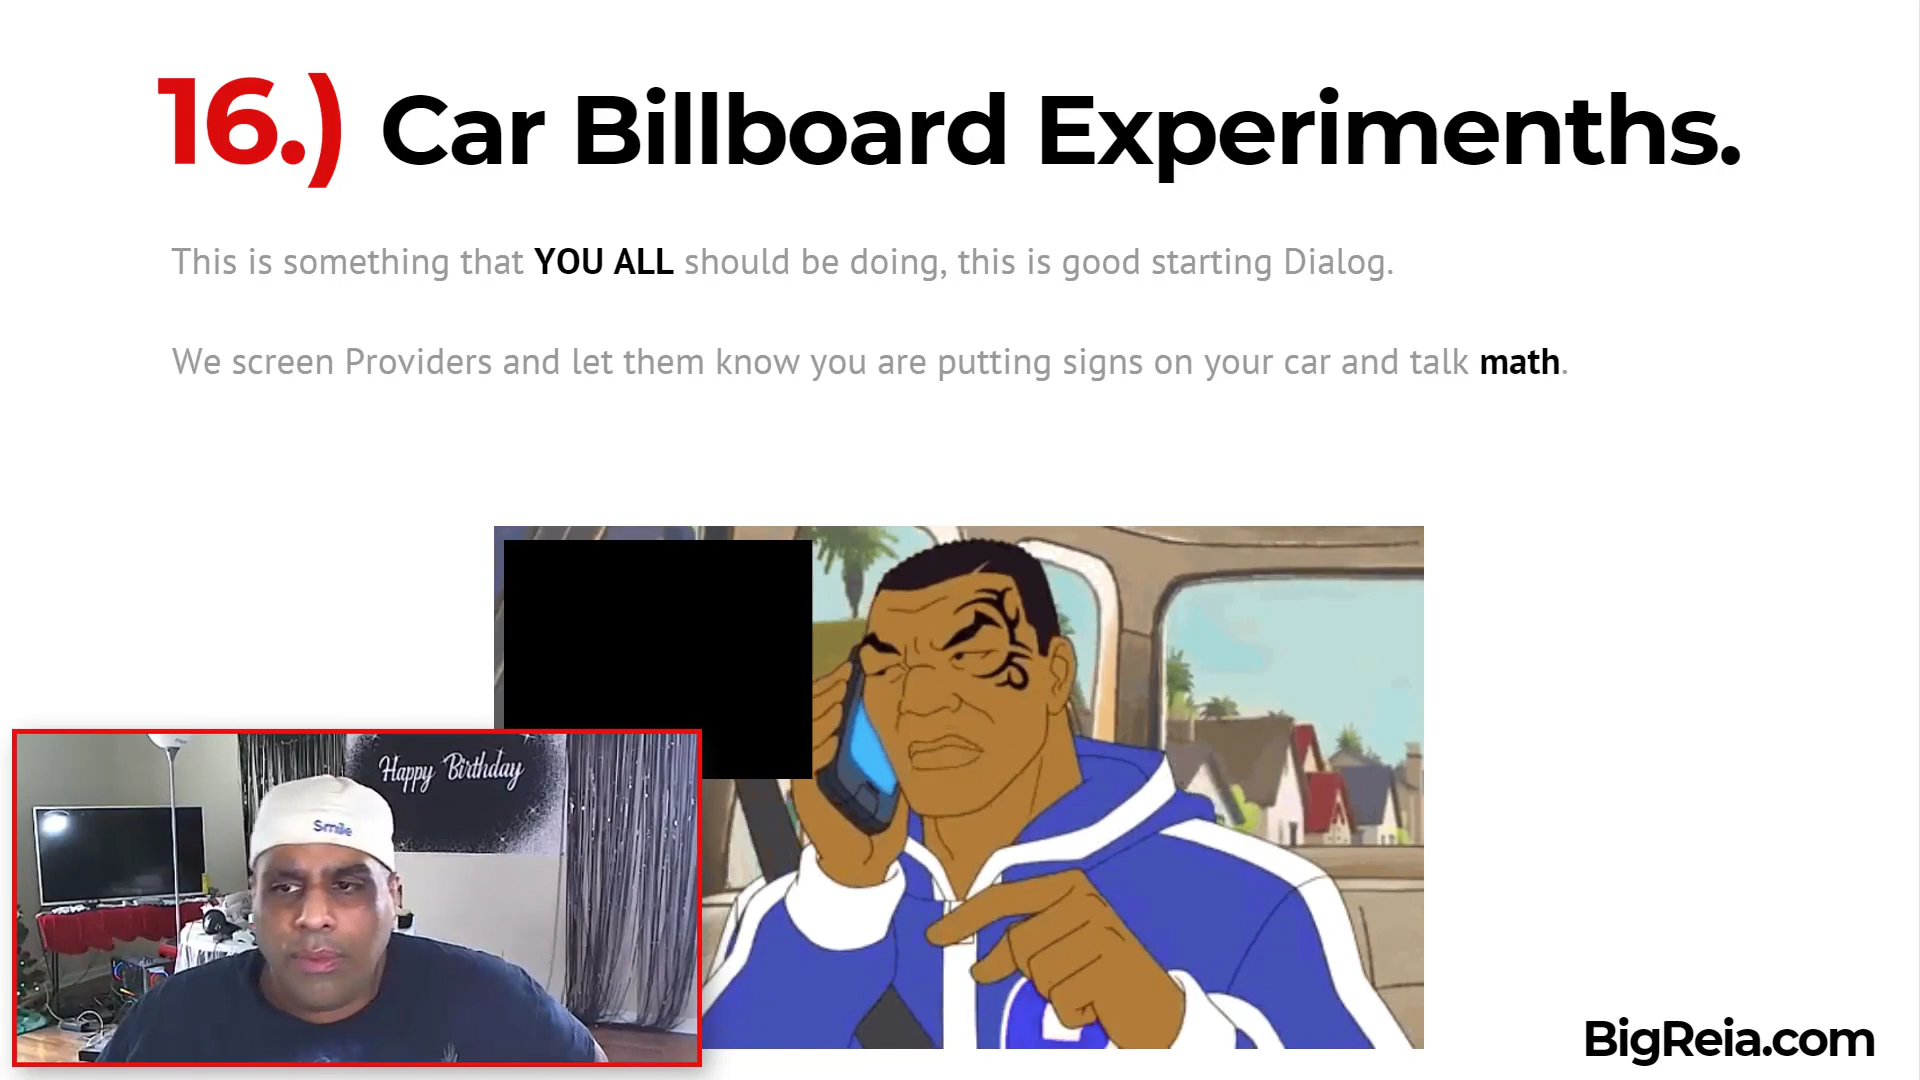 16.) Car Billboard Experimenths.
This is something that YOU ALL should be doing, this is good starting Dialog.
We screen Providers and let them know you are putting signs on your car and talk math.
Happy Birthday
Smile
BigReia.com